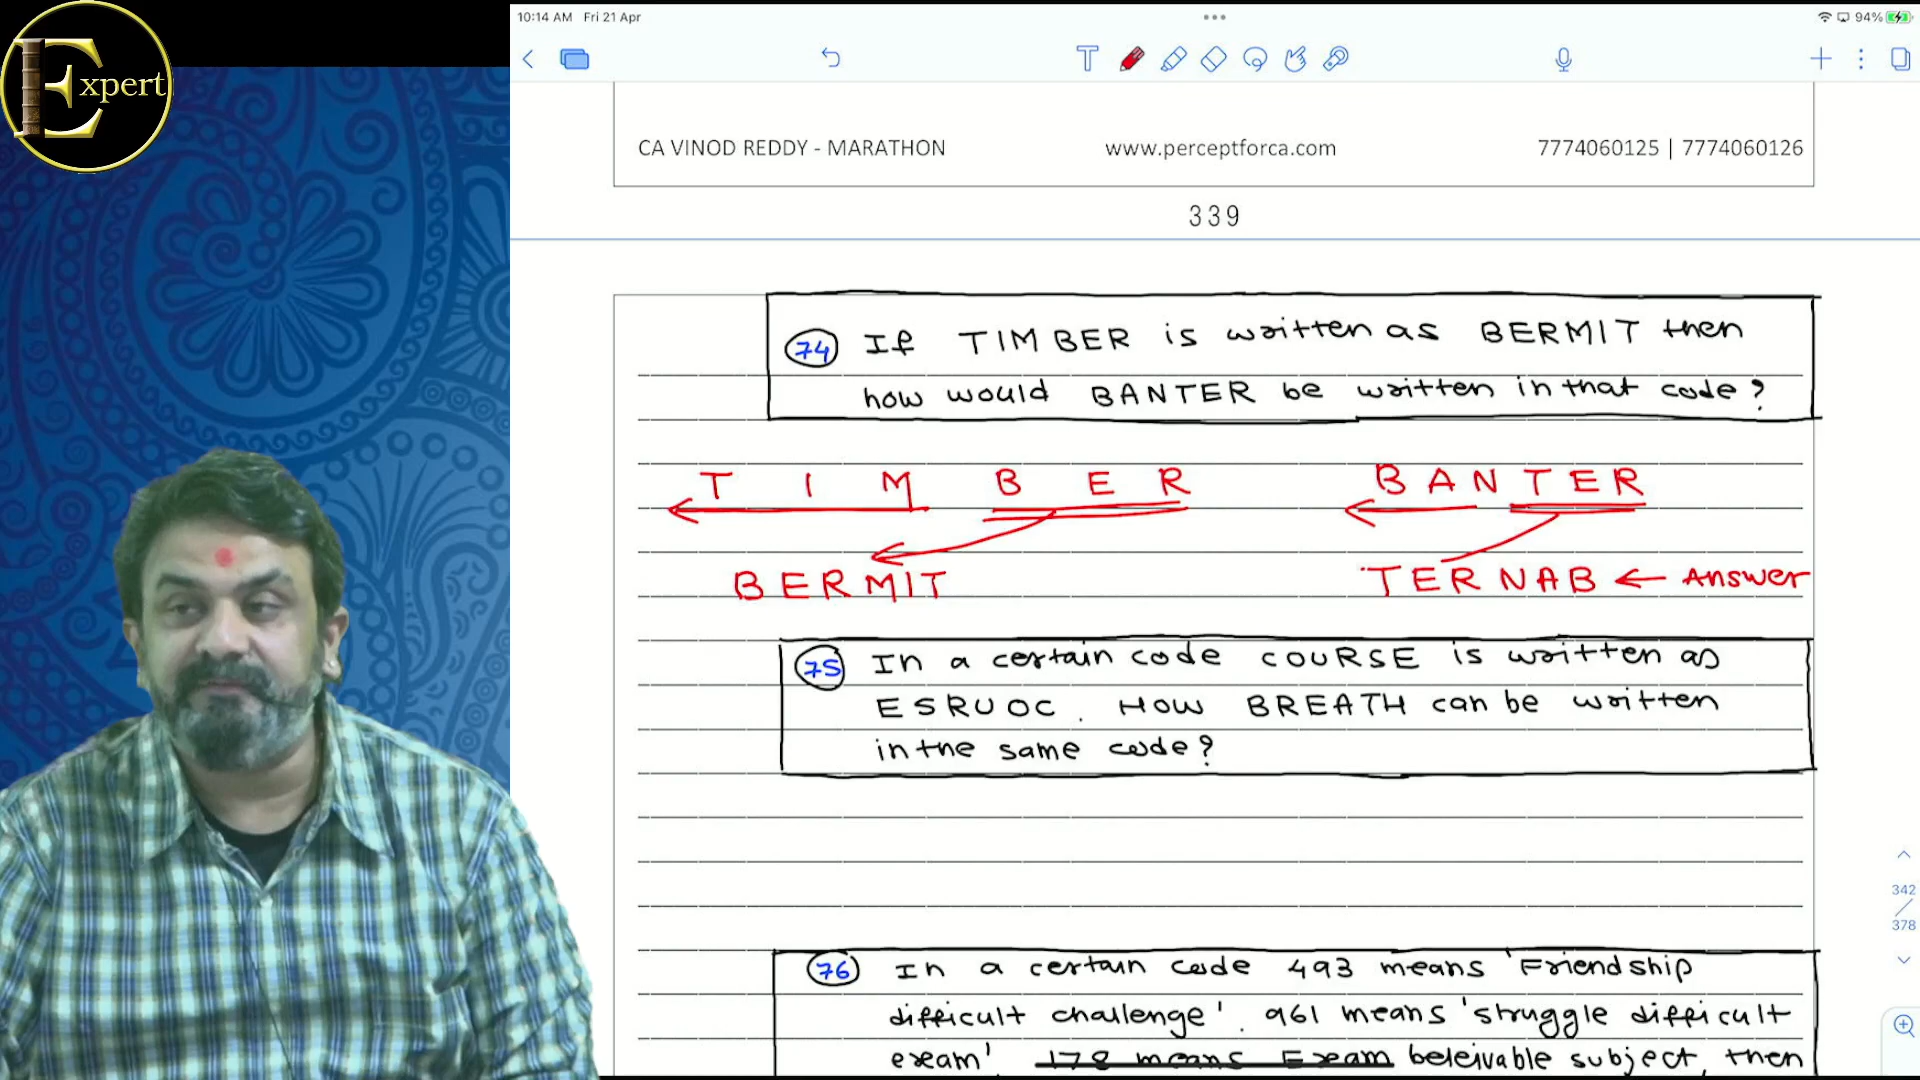 10:14 AM Fri 21 Apr
94%
Expert
CA VINOD REDDY - MARATHON www.perceptforca.com 7774060125 | 7774060126
339
74 If TIMBER is written as BERMIT then
how would BANTER be written in that code?
T I M B E R BANTER
BERMIT TERNAB ← Answer
75 In a certain code COURSE is written as
ESRUOC. How BREATH can be written
in the same code?
342
378
76 In a certain code 493 means 'Friendship
difficult challenge'. 961 means 'struggle difficult
exam'. 178 means Exam beleivable subject, then